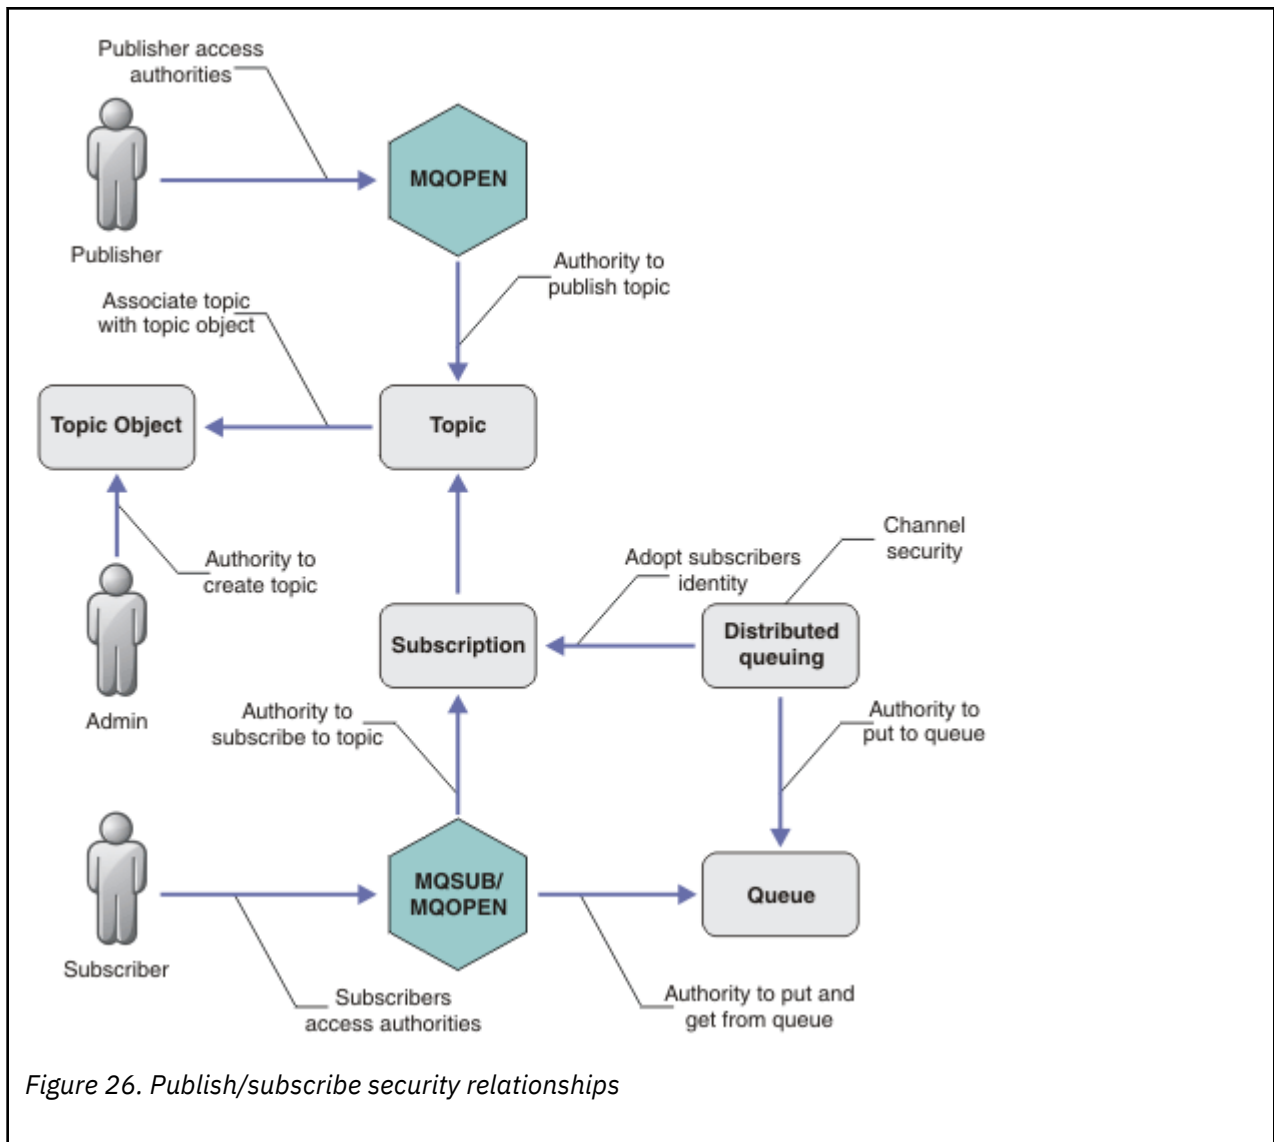 Publisher access
authorities
MQOPEN
Publisher
Authority to
publish topic
Associate topic
with topic object
Topic Object
Topic
Authority to
create topic
Admin
Channel
security
Adopt subscribers
identity
Subscription
Distributed
queuing
Authority to
subscribe to topic
Authority to
put to queue
MQSUB/
MQOPEN
Queue
Subscriber
Subscribers
access authorities
Authority to put and
get from queue
Figure 26. Publish/subscribe security relationships